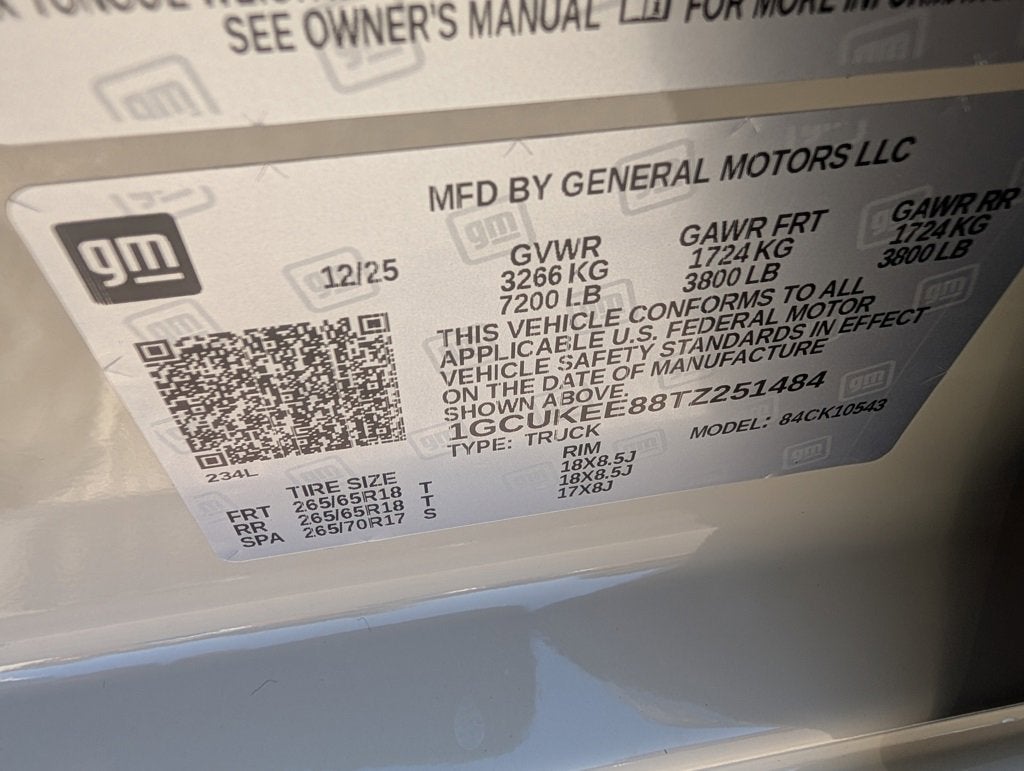 SEE OWNER'S MANUAL FOR MORE
MFD BY GENERAL MOTORS LLC
gm
12/25
GVWR GAWR FRT GAWR RR
3266 KG 1724 KG 1724 KG
7200 LB 3800 LB 3800 LB
THIS VEHICLE CONFORMS TO ALL
APPLICABLE U.S. FEDERAL MOTOR
VEHICLE SAFETY STANDARDS IN EFFECT
ON THE DATE OF MANUFACTURE
SHOWN ABOVE.
1GCUKEE88TZ251484
TYPE: TRUCK MODEL: 84CK10543
234L
TIRE SIZE RIM
FRT 265/65R18 T 18X8.5J
RR 265/65R18 T 18X8.5J
SPA 265/70R17 S 17X8J